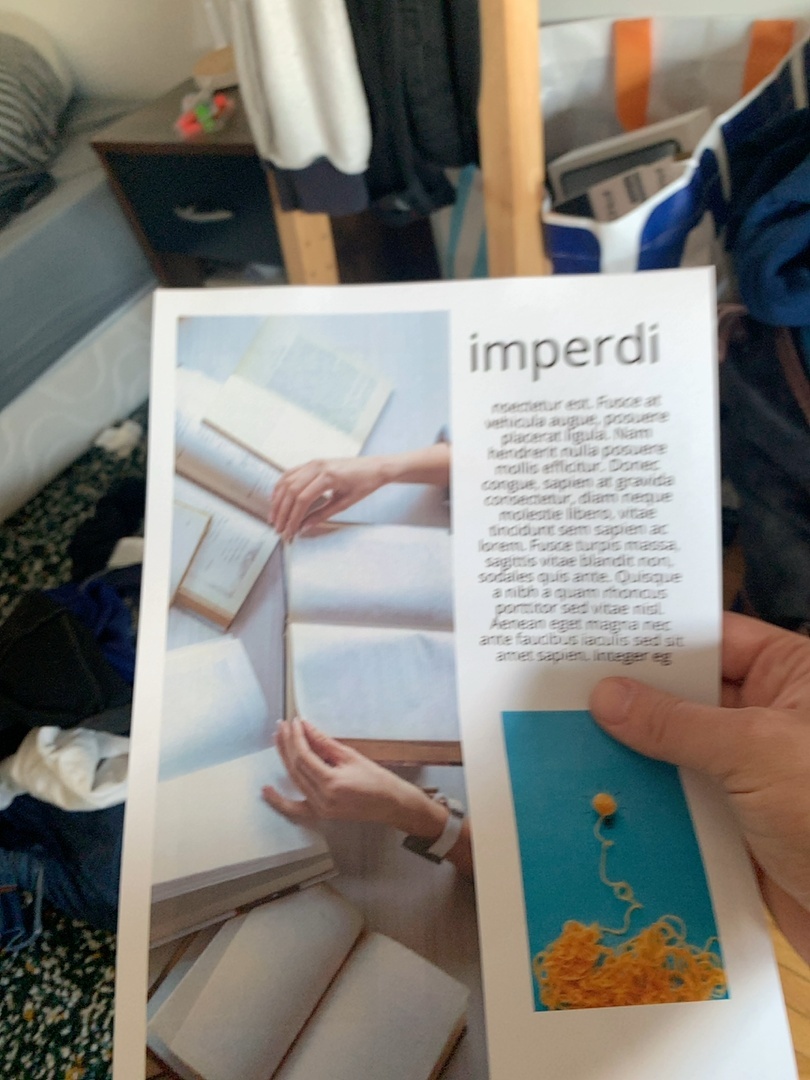 imperdi
nsectetur est. Fusce at
vehicula augue, posuere
placerat ligula. Nam
hendrerit nulla posuere
mollis efficitur. Donec
congue, sapien at gravida
consectetur, diam neque
molestie libero, vitae
tincidunt sem sapien ac
lorem. Fusce turpis massa,
sagittis vitae blandit non,
sodales quis ante. Quisque
a nibh a quam rhoncus
porttitor sed vitae nisl.
Aenean eget magna nec
ante faucibus iaculis sed sit
amet sapien. Integer eg